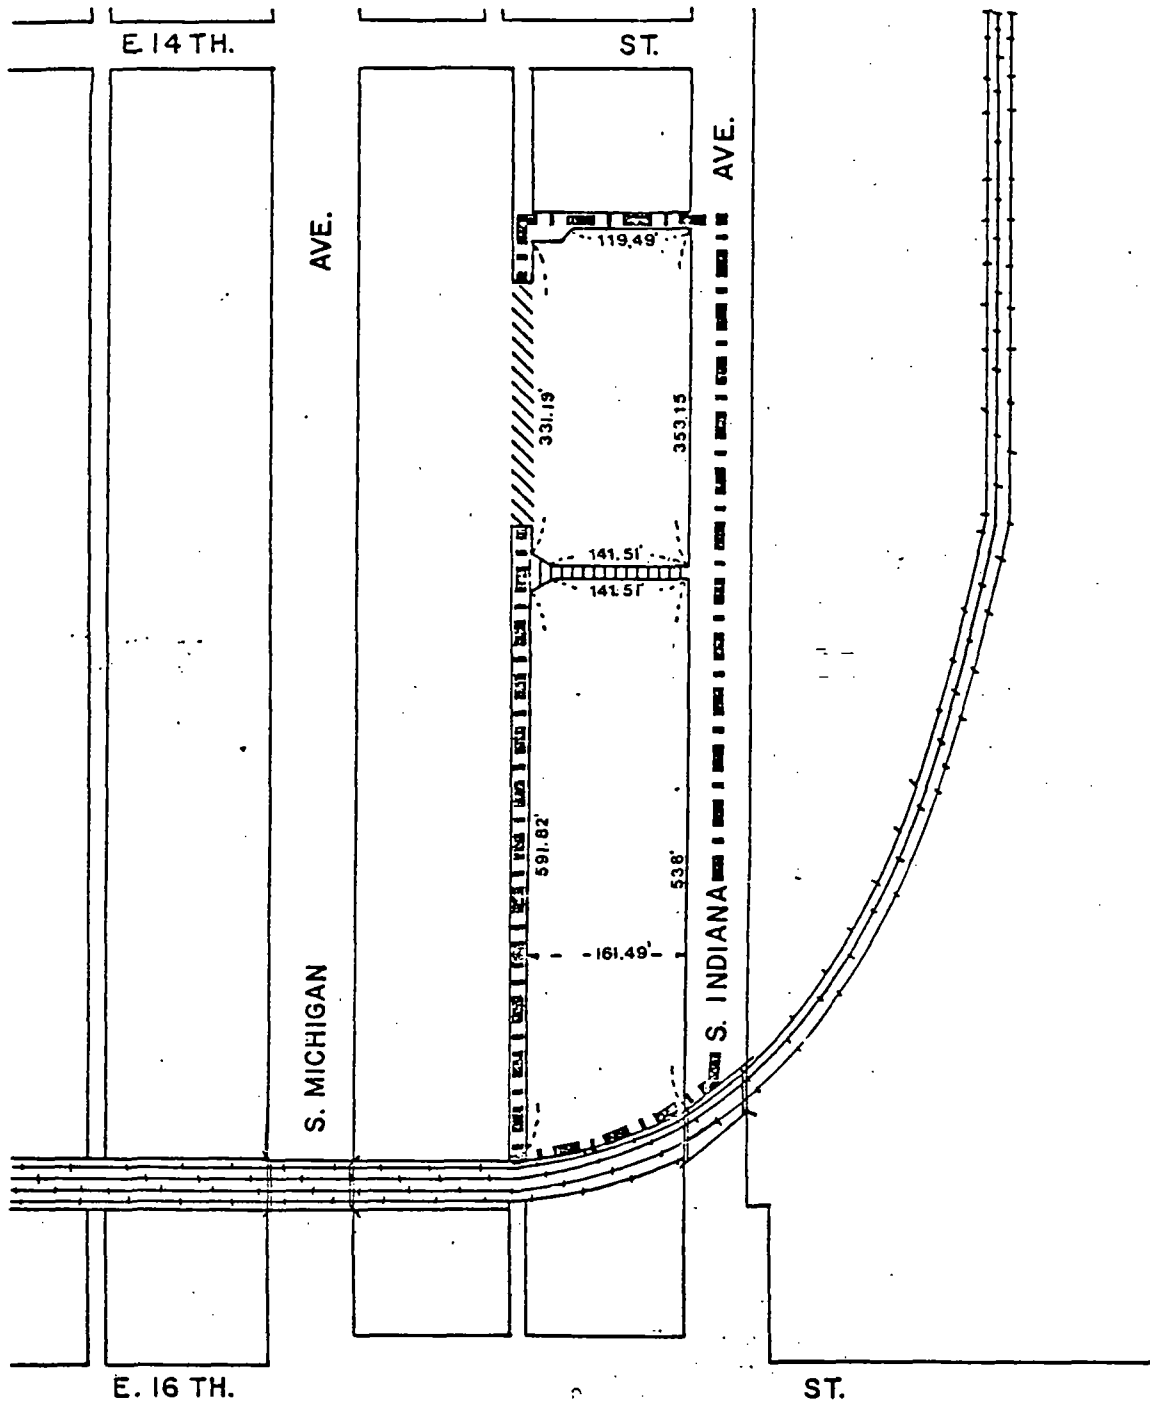 E. 14 TH. ST.
AVE.
AVE.
119.49'
331.19'
353.15
141.51'
141.51'
591.82'
538'
161.49'
S. INDIANA
S. MICHIGAN
E. 16 TH. ST.